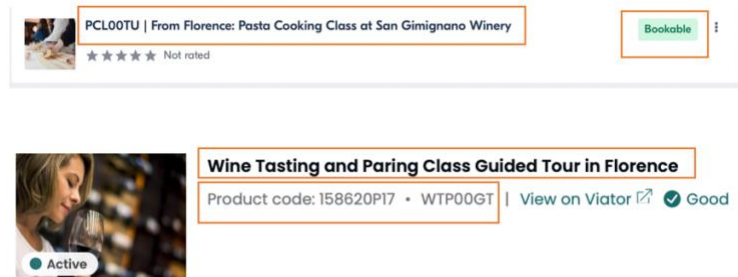 PCL00TU | From Florence: Pasta Cooking Class at San Gimignano Winery
Bookable
Not rated
Wine Tasting and Paring Class Guided Tour in Florence
Product code: 158620P17 • WTP00GT | View on Viator Good
Active